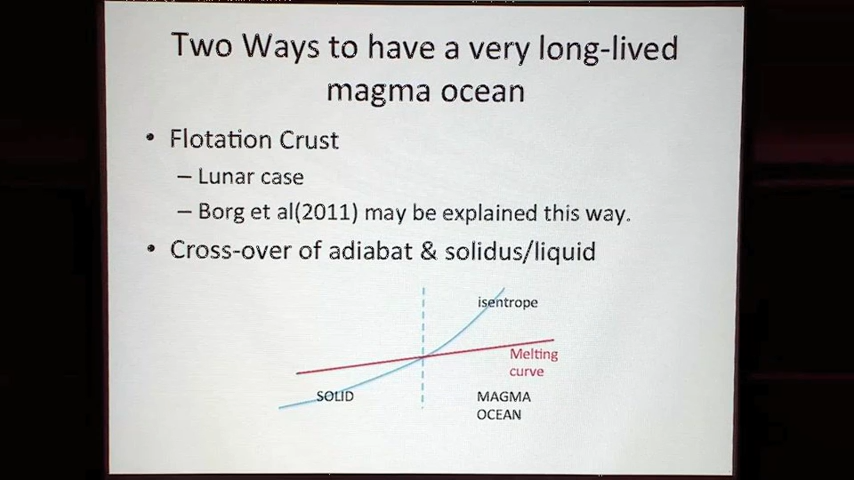 Two Ways to have a very long-lived
magma ocean
• Flotation Crust
– Lunar case
– Borg et al(2011) may be explained this way.
• Cross-over of adiabat & solidus/liquid
isentrope
Melting
curve
SOLID
MAGMA
OCEAN